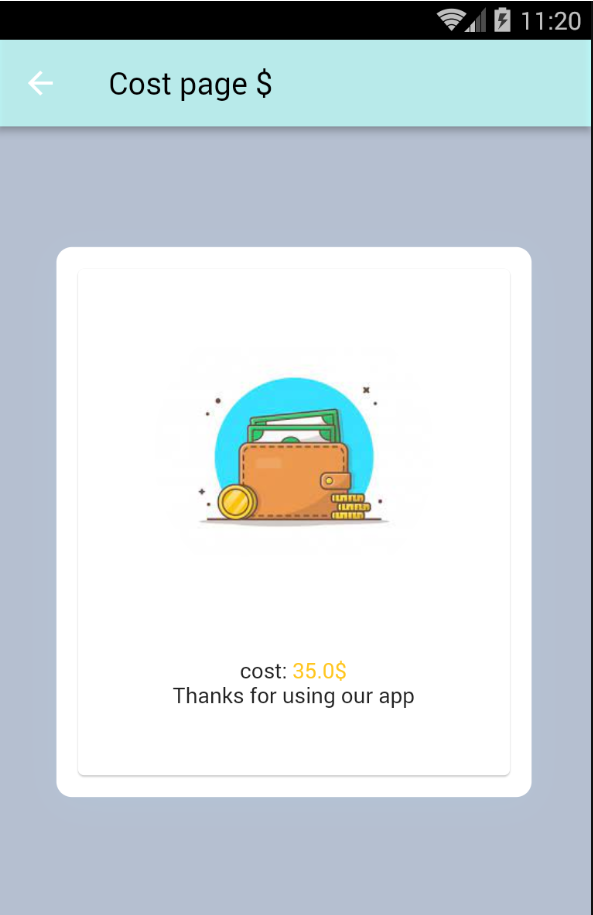 11:20
Cost page $
cost: 35.0$
Thanks for using our app